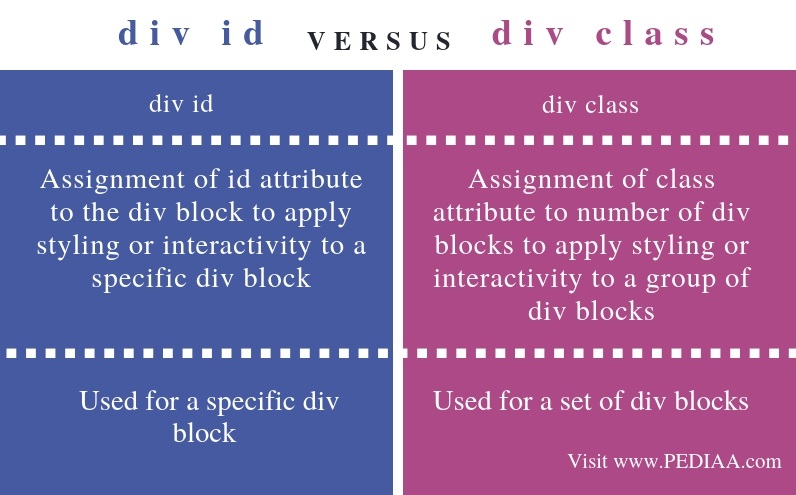 div id VERSUS div class
div id
Assignment of id attribute
to the div block to apply
styling or interactivity to a
specific div block
Used for a specific div
block
div class
Assignment of class
attribute to number of div
blocks to apply styling or
interactivity to a group of
div blocks
Used for a set of div blocks
Visit www.PEDIAA.com